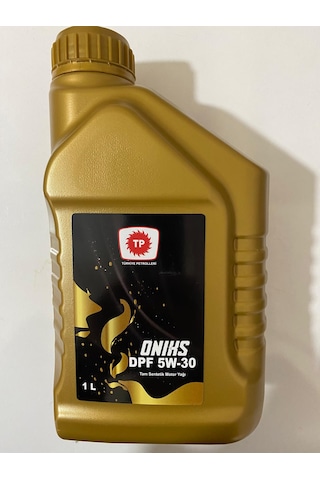 TP
TÜRKİYE PETROLLERİ
ONIKS
DPF 5W-30
Tam Sentetik Motor Yağı
1 L